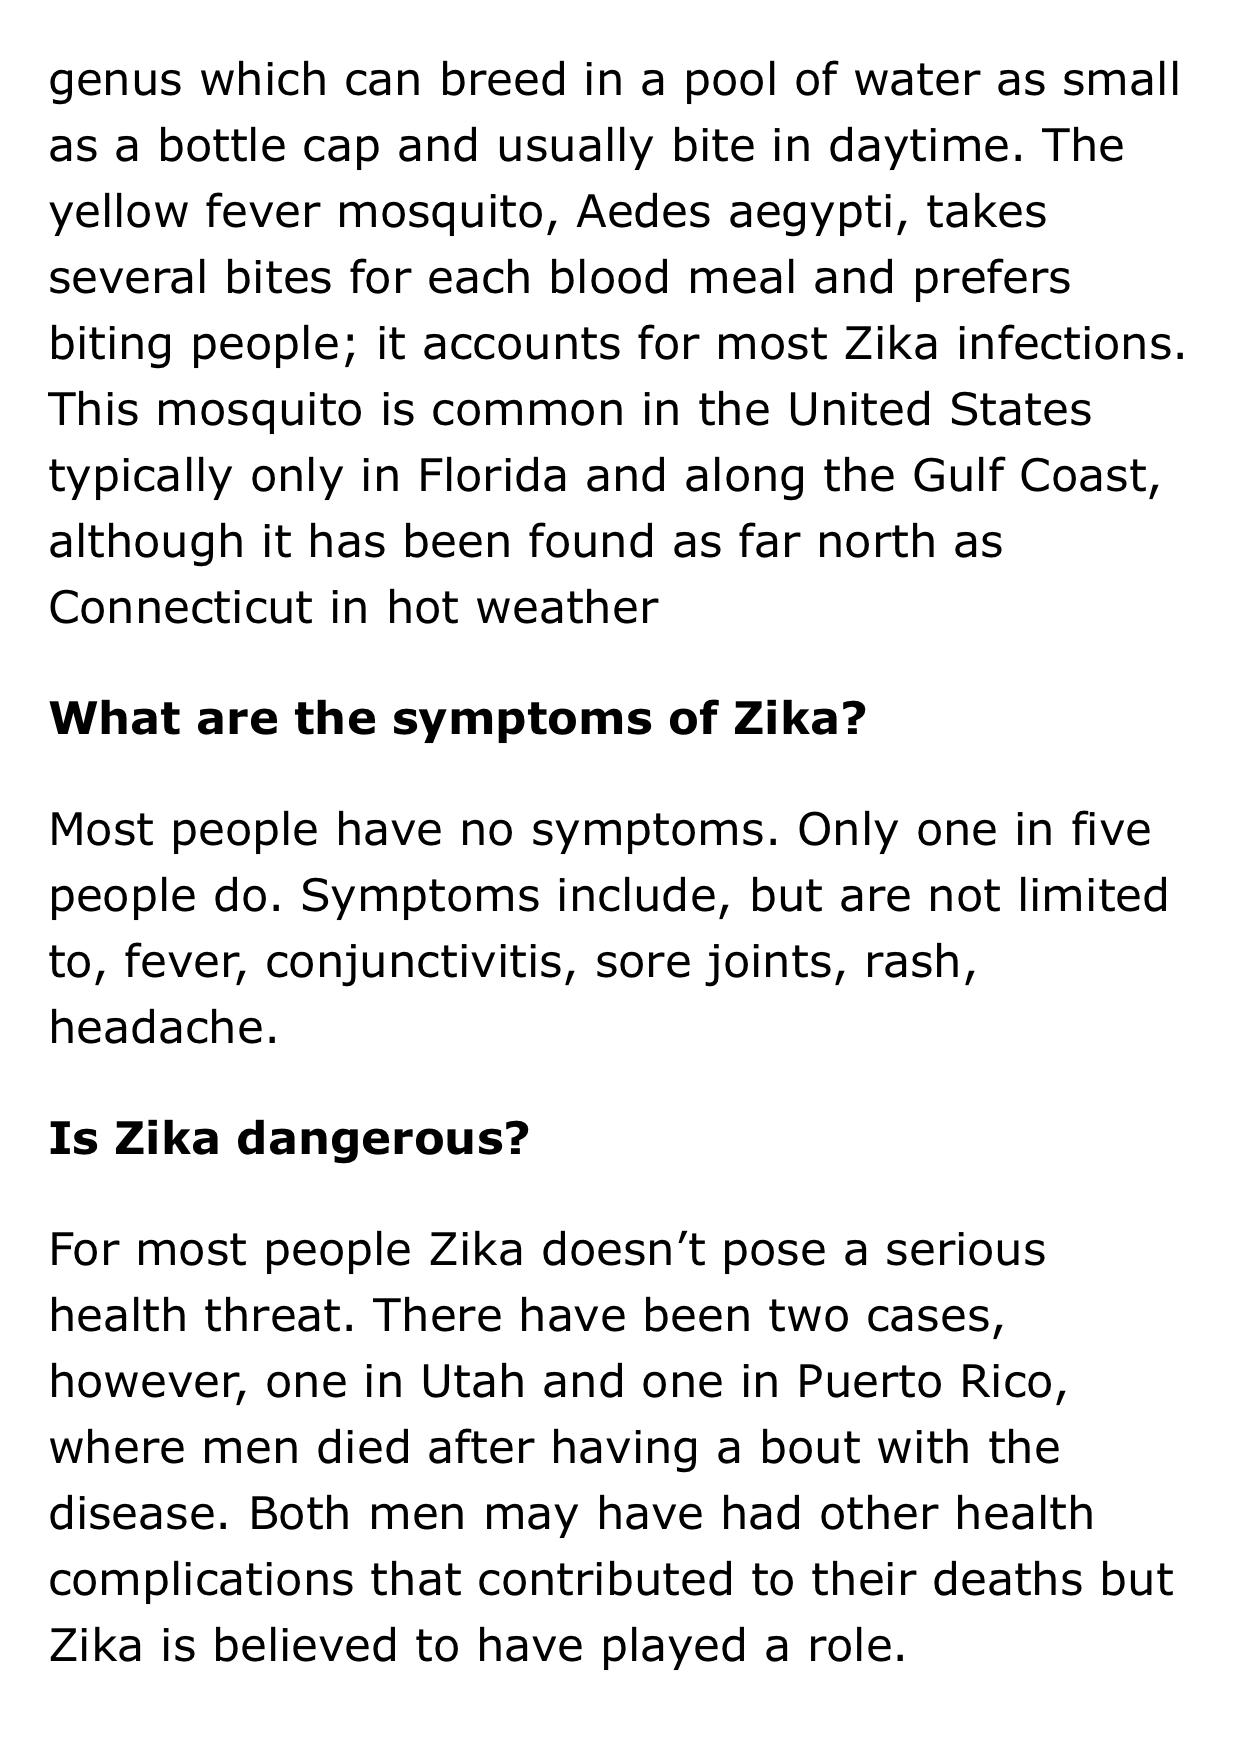 genus which can breed in a pool of water as small
as a bottle cap and usually bite in daytime. The
yellow fever mosquito, Aedes aegypti, takes
several bites for each blood meal and prefers
biting people; it accounts for most Zika infections.
This mosquito is common in the United States
typically only in Florida and along the Gulf Coast,
although it has been found as far north as
Connecticut in hot weather
What are the symptoms of Zika?
Most people have no symptoms. Only one in five
people do. Symptoms include, but are not limited
to, fever, conjunctivitis, sore joints, rash,
headache.
Is Zika dangerous?
For most people Zika doesn’t pose a serious
health threat. There have been two cases,
however, one in Utah and one in Puerto Rico,
where men died after having a bout with the
disease. Both men may have had other health
complications that contributed to their deaths but
Zika is believed to have played a role.